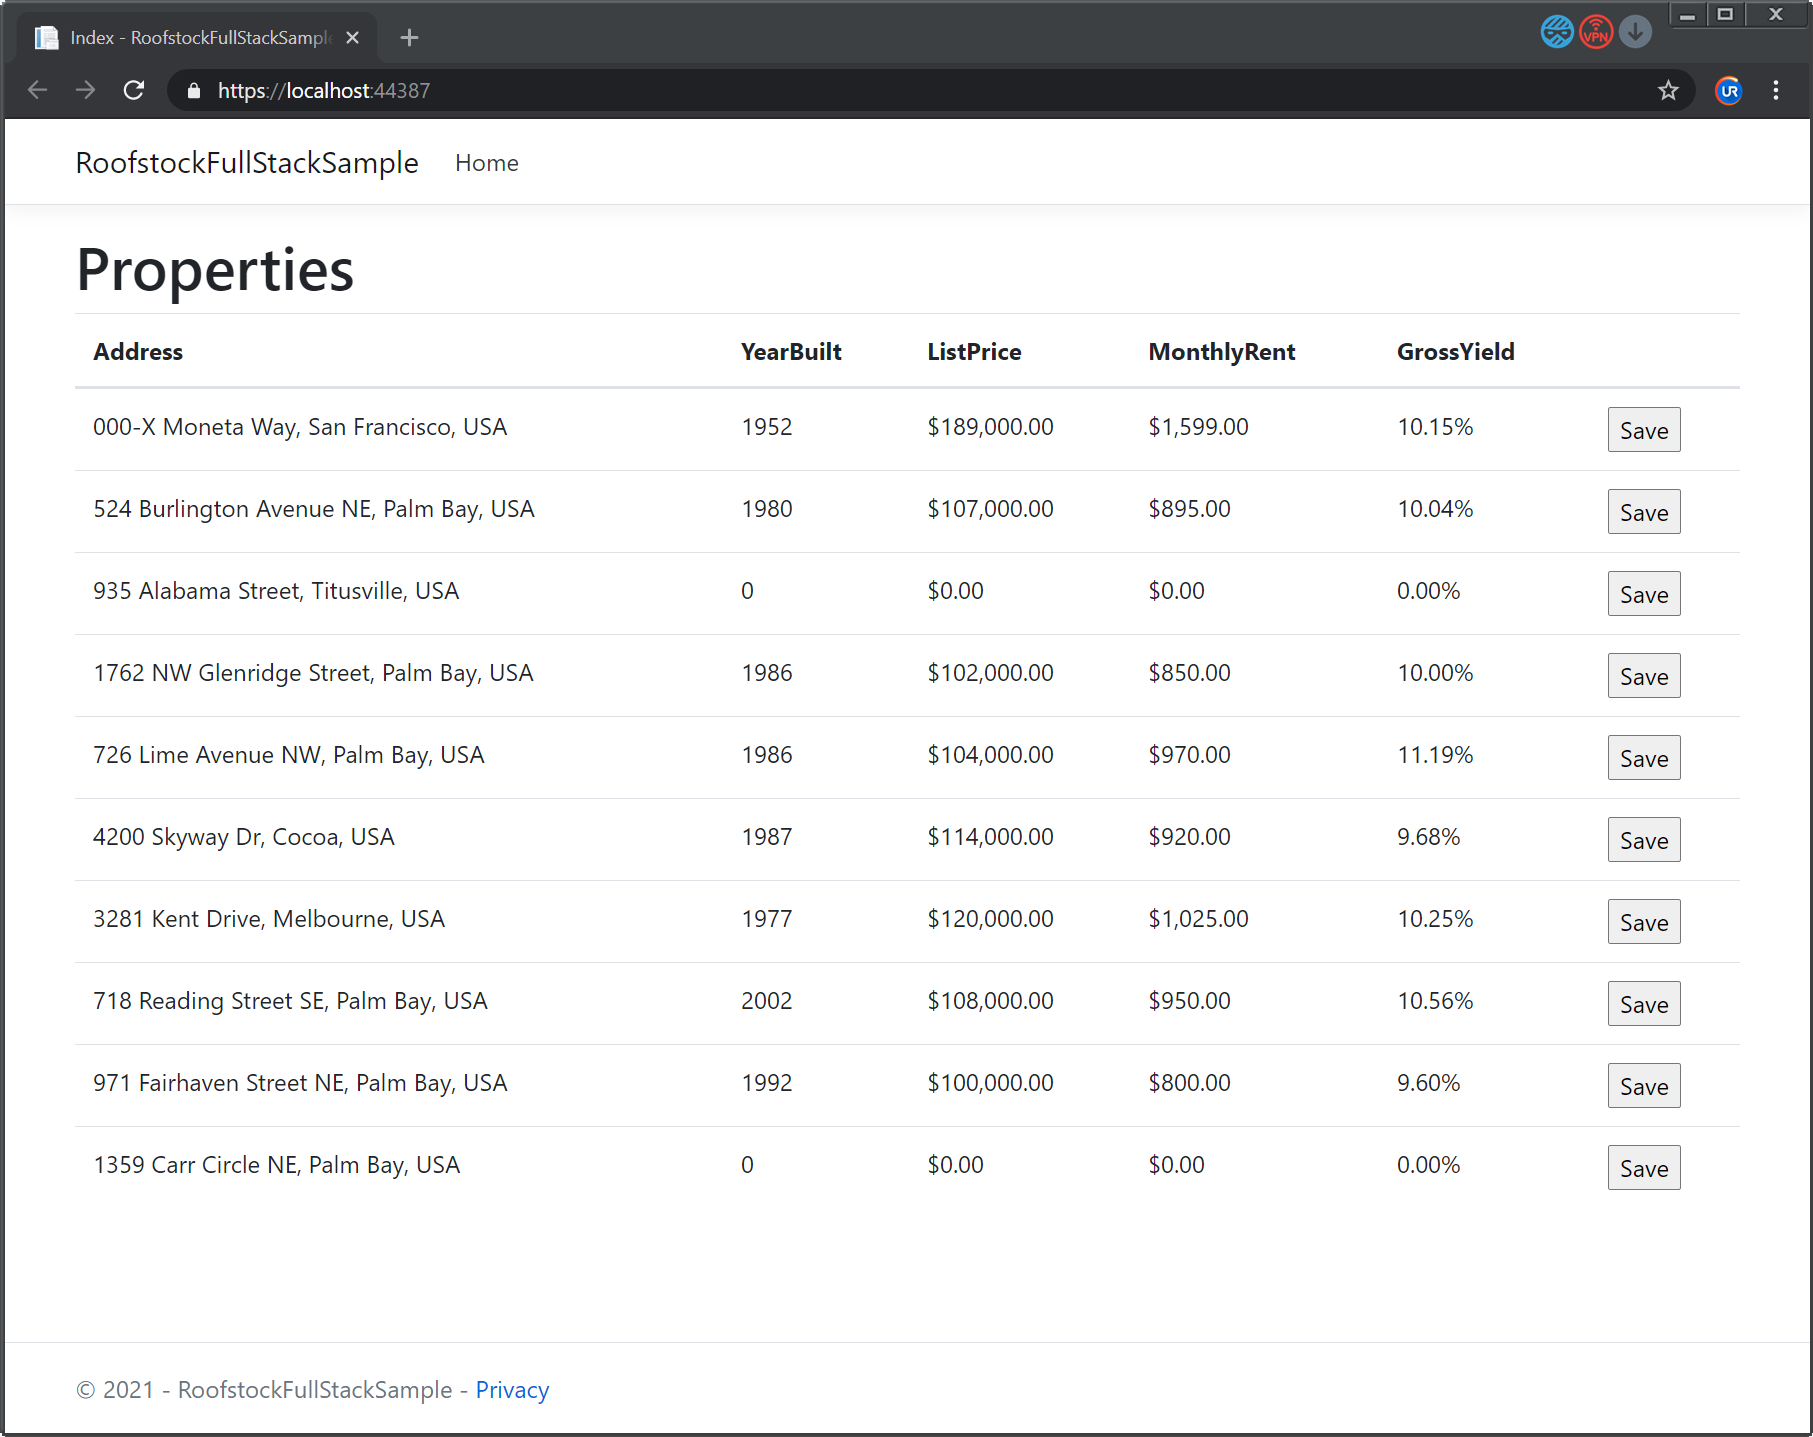 Index - RoofstockFullStackSampl
https://localhost:44387
VPN
UR
RoofstockFullStackSample Home
Properties
Address YearBuilt ListPrice MonthlyRent GrossYield
000-X Moneta Way, San Francisco, USA 1952 $189,000.00 $1,599.00 10.15% Save
524 Burlington Avenue NE, Palm Bay, USA 1980 $107,000.00 $895.00 10.04% Save
935 Alabama Street, Titusville, USA 0 $0.00 $0.00 0.00% Save
1762 NW Glenridge Street, Palm Bay, USA 1986 $102,000.00 $850.00 10.00% Save
726 Lime Avenue NW, Palm Bay, USA 1986 $104,000.00 $970.00 11.19% Save
4200 Skyway Dr, Cocoa, USA 1987 $114,000.00 $920.00 9.68% Save
3281 Kent Drive, Melbourne, USA 1977 $120,000.00 $1,025.00 10.25% Save
718 Reading Street SE, Palm Bay, USA 2002 $108,000.00 $950.00 10.56% Save
971 Fairhaven Street NE, Palm Bay, USA 1992 $100,000.00 $800.00 9.60% Save
1359 Carr Circle NE, Palm Bay, USA 0 $0.00 $0.00 0.00% Save
© 2021 - RoofstockFullStackSample - Privacy